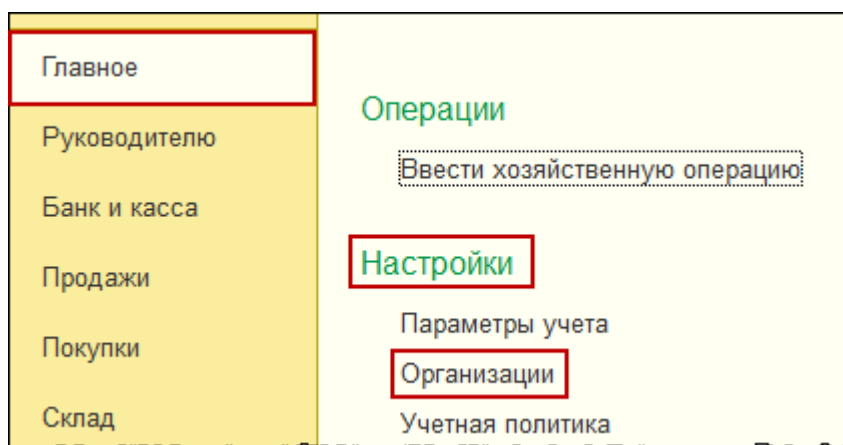 Главное
Руководителю
Банк и касса
Продажи
Покупки
Склад
Операции
Ввести хозяйственную операцию
Настройки
Параметры учета
Организации
Учетная политика